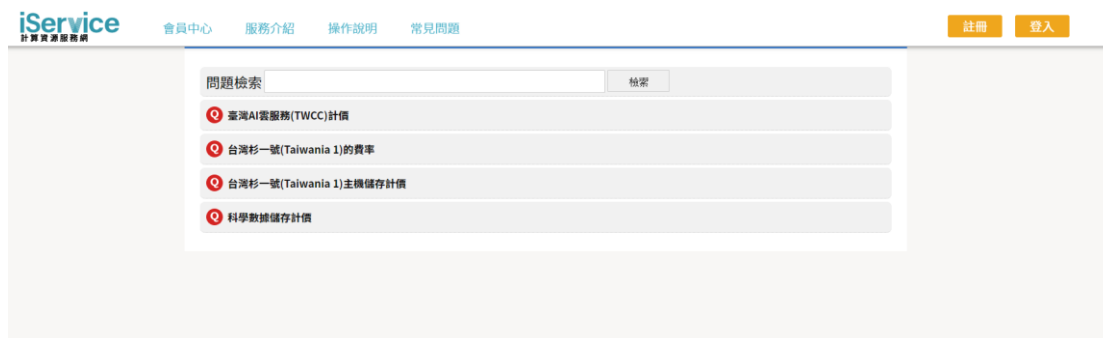 iService
計算資源服務網
會員中心 服務介紹 操作說明 常見問題
註冊 登入
問題檢索 檢索
Q 臺灣AI雲服務(TWCC)計價
Q 台灣杉一號(Taiwania 1)的費率
Q 台灣杉一號(Taiwania 1)主機儲存計價
Q 科學數據儲存計價